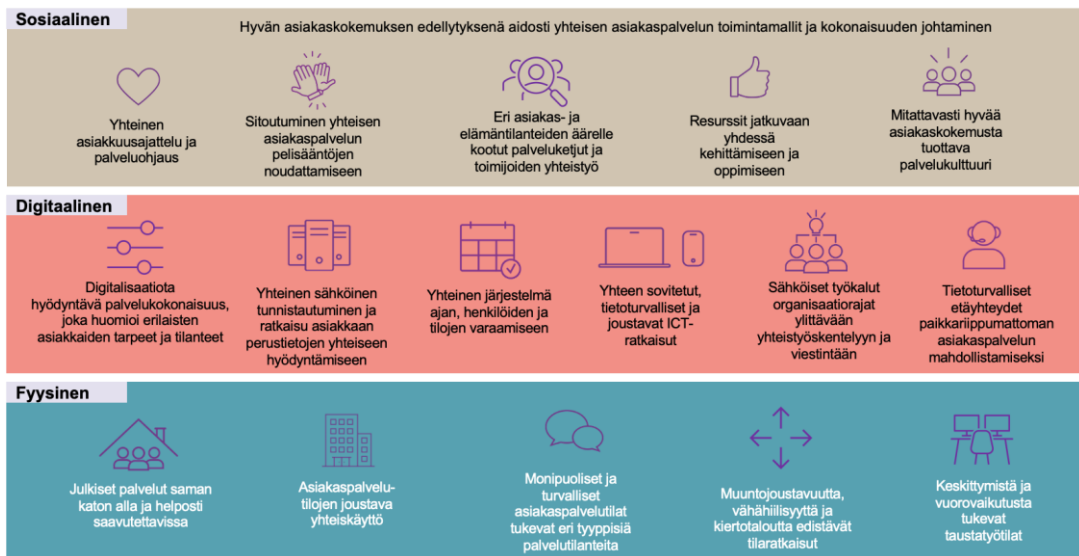 Sosiaalinen
Hyvän asiakaskokemuksen edellytyksenä aidosti yhteisen asiakaspalvelun toimintamallit ja kokonaisuuden johtaminen
Yhteinen
asiakkuusajattelu ja
palveluohjaus
Sitoutuminen yhteisen
asiakaspalvelun
pelisääntöjen
noudattamiseen
Eri asiakas- ja
elämäntilanteiden äärelle
kootut palveluketjut ja
toimijoiden yhteistyö
Resurssit jatkuvaan
yhdessä
kehittämiseen ja
oppimiseen
Mitattavasti hyvää
asiakaskokemusta
tuottava
palvelukulttuuri
Digitaalinen
Digitalisaatiota
hyödyntävä palvelukokonaisuus,
joka huomioi erilaisten
asiakkaiden tarpeet ja tilanteet
Yhteinen sähköinen
tunnistautuminen ja
ratkaisu asiakkaan
perustietojen yhteiseen
hyödyntämiseen
Yhteinen järjestelmä
ajan, henkilöiden ja
tilojen varaamiseen
Yhteen sovitetut,
tietoturvalliset ja
joustavat ICT-
ratkaisut
Sähköiset työkalut
organisaatiorajat
ylittävään
yhteistyöskentelyyn ja
viestintään
Tietoturvalliset
etäyhteydet
paikkariippumattoman
asiakaspalvelun
mahdollistamiseksi
Fyysinen
Julkiset palvelut saman
katon alla ja helposti
saavutettavissa
Asiakaspalvelu-
tilojen joustava
yhteiskäyttö
Monipuoliset ja
turvalliset
asiakaspalvelutilat
tukevat eri tyyppisiä
palvelutilanteita
Muuntojoustavuutta,
vähähiilisyyttä ja
kiertotaloutta edistävät
tilaratkaisut
Keskittymistä ja
vuorovaikutusta
tukevat
taustatyötilat